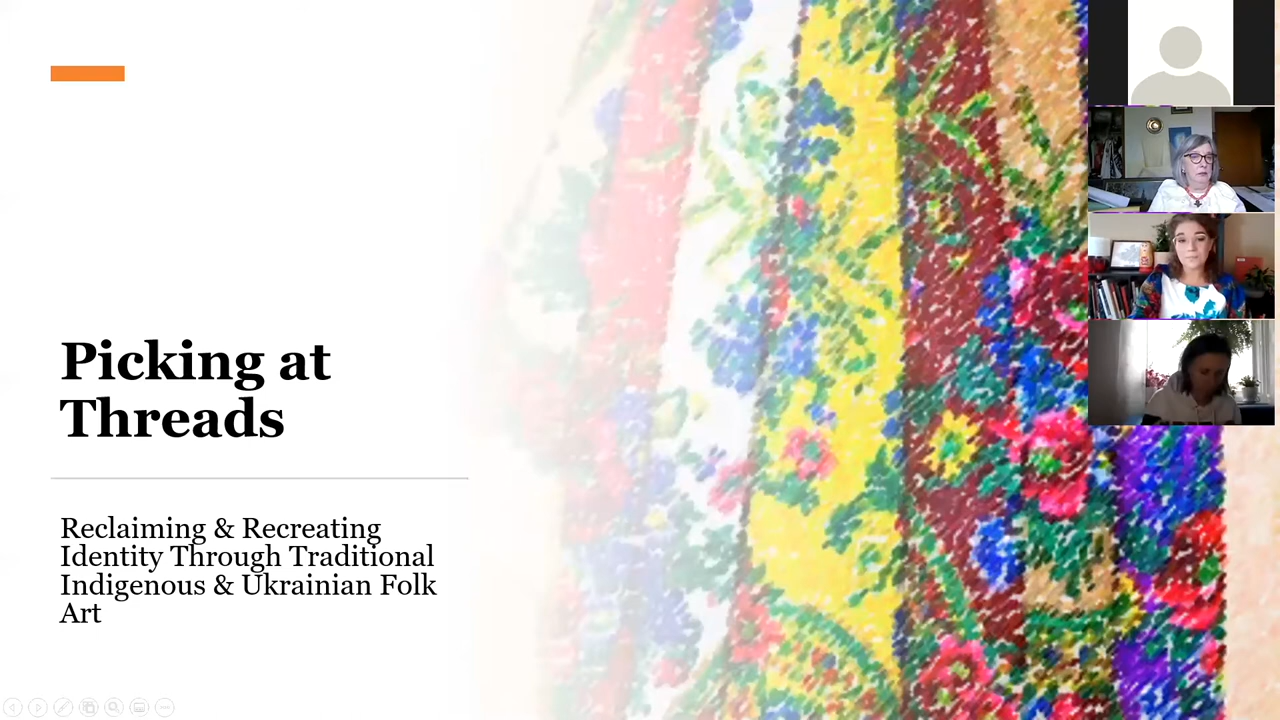 Picking at
Threads
Reclaiming & Recreating
Identity Through Traditional
Indigenous & Ukrainian Folk
Art